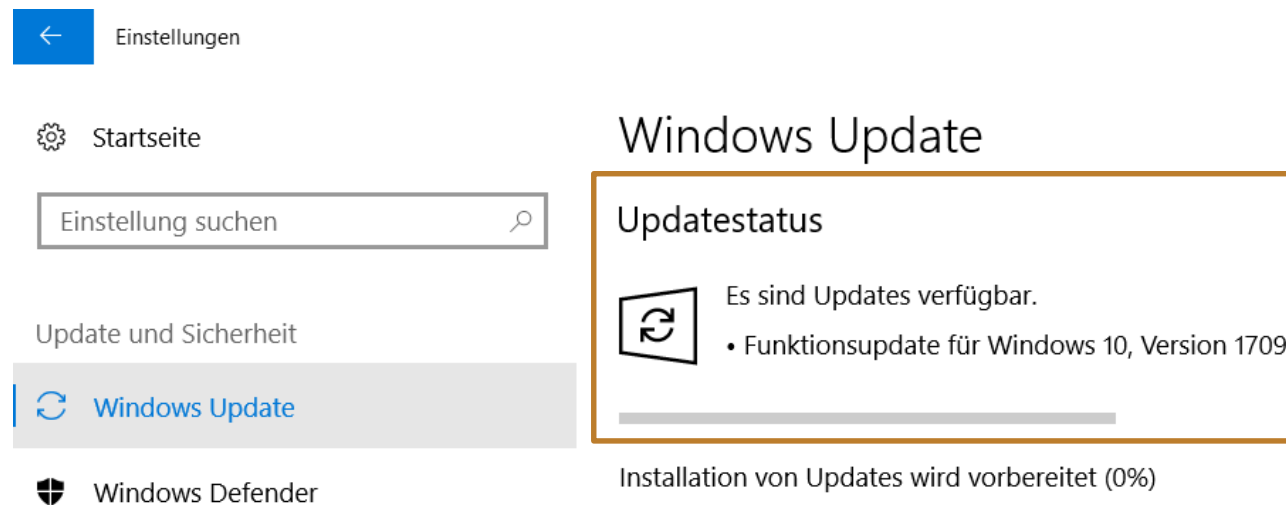 Einstellungen
Startseite
Einstellung suchen
Update und Sicherheit
Windows Update
Windows Defender
Windows Update
Updatestatus
Es sind Updates verfügbar.
• Funktionsupdate für Windows 10, Version 1709
Installation von Updates wird vorbereitet (0%)